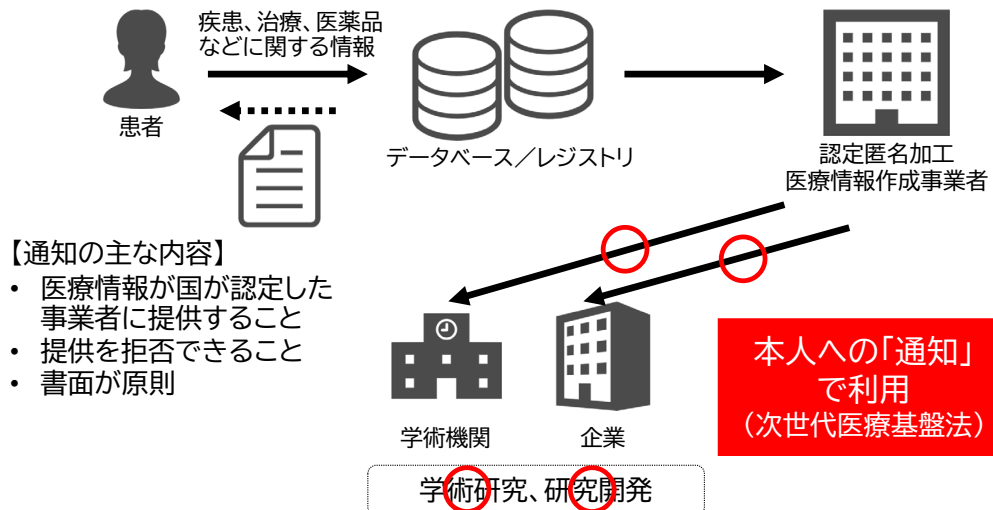 疾患、治療、医薬品
などに関する情報
患者
データベース／レジストリ
認定匿名加工
医療情報作成事業者
【通知の主な内容】
• 医療情報が国が認定した
事業者に提供すること
• 提供を拒否できること
• 書面が原則
学術機関
企業
本人への「通知」
で利用
（次世代医療基盤法）
学術研究、研究開発